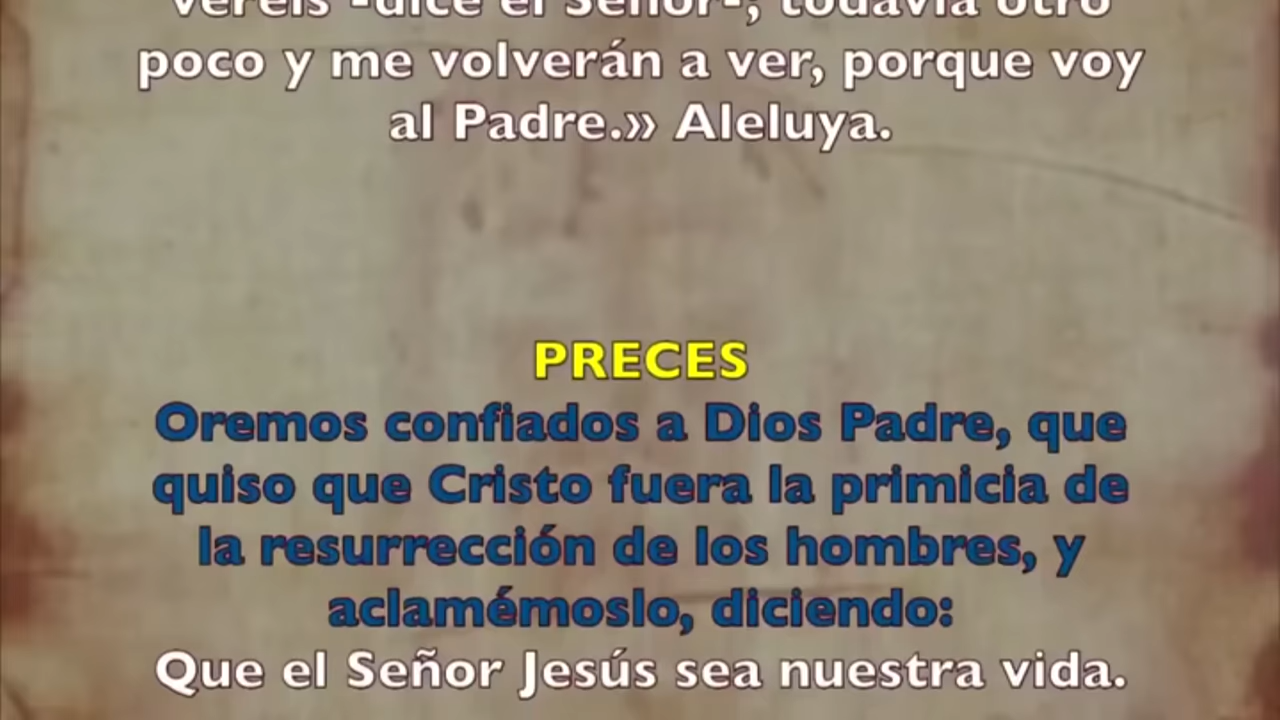 veréis -dice el Señor-; todavía otro
poco y me volverán a ver, porque voy
al Padre.» Aleluya.
PRECES
Oremos confiados a Dios Padre, que
quiso que Cristo fuera la primicia de
la resurrección de los hombres, y
aclamémoslo, diciendo:
Que el Señor Jesús sea nuestra vida.